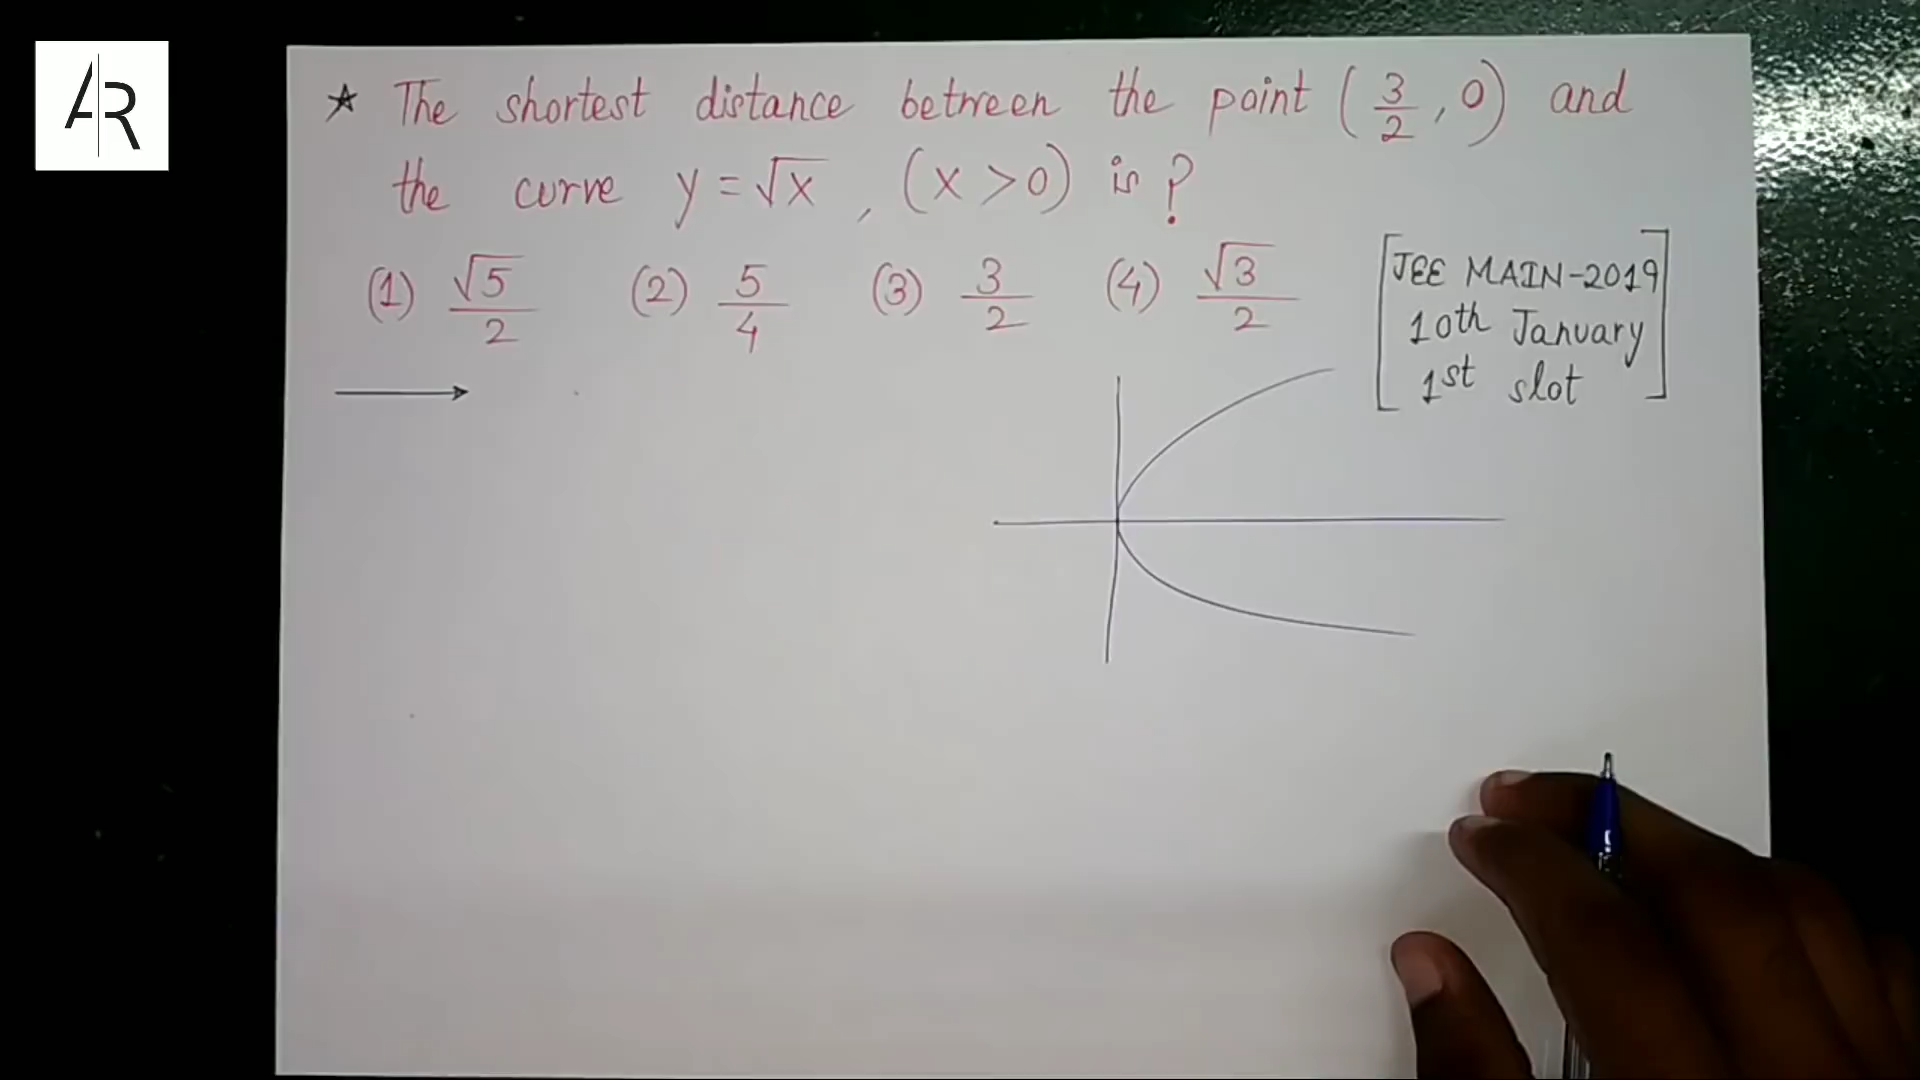 AR
★ The shortest distance between the point (3/2, 0) and
the curve y = √x, (x > 0) is ?
(1) √5/2 (2) 5/4 (3) 3/2 (4) √3/2
[JEE MAIN-2019
10th January
1st slot]